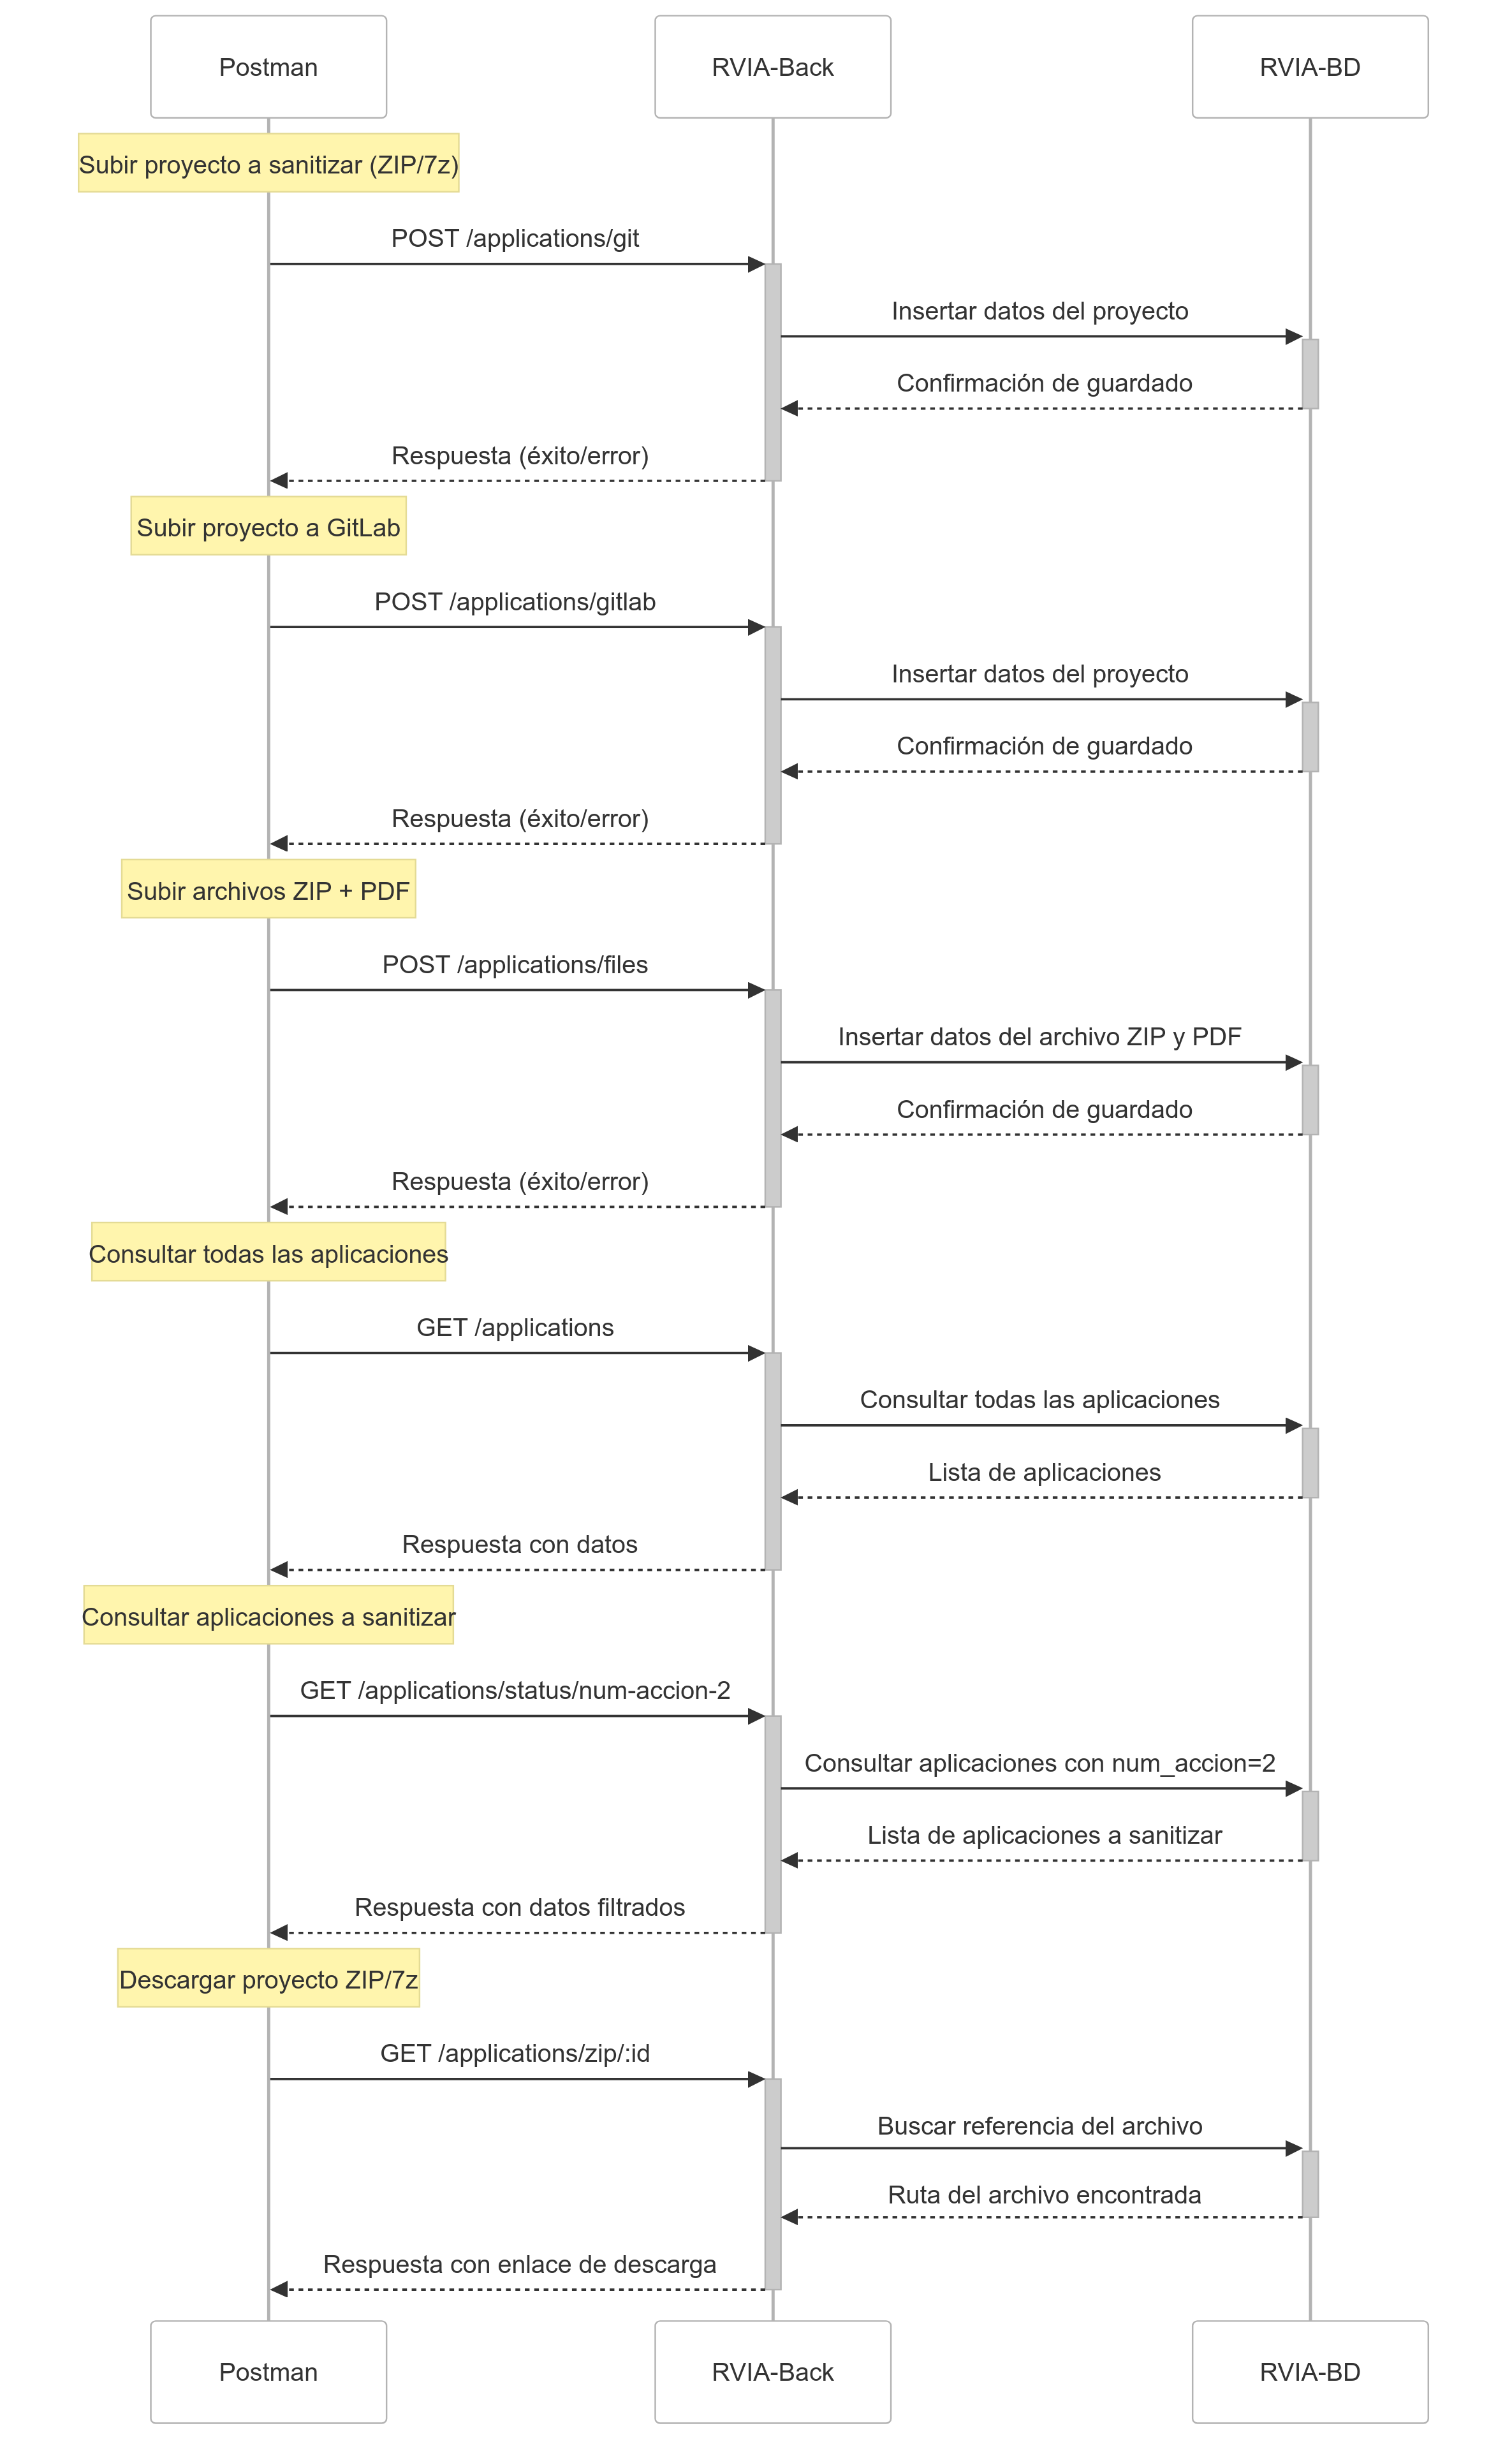 Postman
RVIA-Back
RVIA-BD
Subir proyecto a sanitizar (ZIP/7z)
POST /applications/git
Insertar datos del proyecto
Confirmación de guardado
Respuesta (éxito/error)
Subir proyecto a GitLab
POST /applications/gitlab
Insertar datos del proyecto
Confirmación de guardado
Respuesta (éxito/error)
Subir archivos ZIP + PDF
POST /applications/files
Insertar datos del archivo ZIP y PDF
Confirmación de guardado
Respuesta (éxito/error)
Consultar todas las aplicaciones
GET /applications
Consultar todas las aplicaciones
Lista de aplicaciones
Respuesta con datos
Consultar aplicaciones a sanitizar
GET /applications/status/num-accion-2
Consultar aplicaciones con num_accion=2
Lista de aplicaciones a sanitizar
Respuesta con datos filtrados
Descargar proyecto ZIP/7z
GET /applications/zip/:id
Buscar referencia del archivo
Ruta del archivo encontrada
Respuesta con enlace de descarga
Postman
RVIA-Back
RVIA-BD